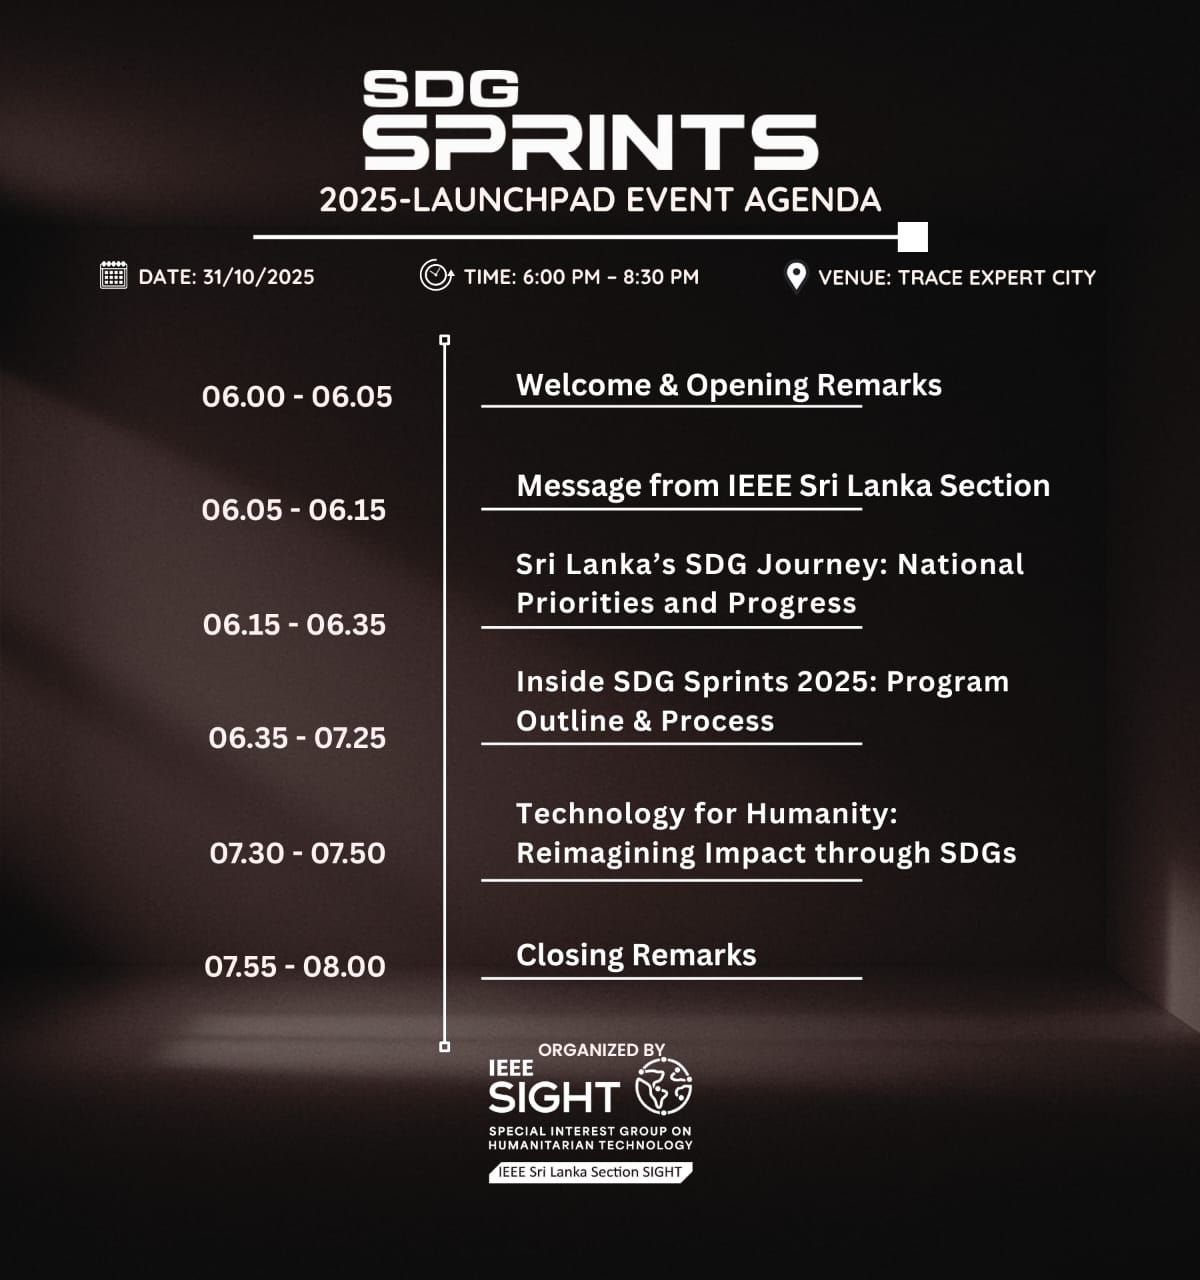 SDG
SPRINTS
2025-LAUNCHPAD EVENT AGENDA
DATE: 31/10/2025
TIME: 6:00 PM – 8:30 PM
VENUE: TRACE EXPERT CITY
06.00 - 06.05
Welcome & Opening Remarks
06.05 - 06.15
Message from IEEE Sri Lanka Section
06.15 - 06.35
Sri Lanka’s SDG Journey: National
Priorities and Progress
06.35 - 07.25
Inside SDG Sprints 2025: Program
Outline & Process
07.30 - 07.50
Technology for Humanity:
Reimagining Impact through SDGs
07.55 - 08.00
Closing Remarks
ORGANIZED BY
IEEE
SIGHT
SPECIAL INTEREST GROUP ON
HUMANITARIAN TECHNOLOGY
IEEE Sri Lanka Section SIGHT